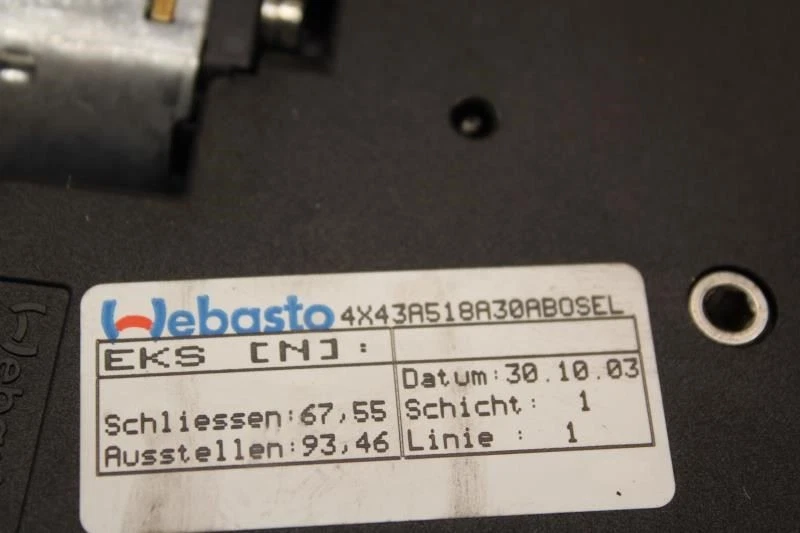 Webasto 4X43A518A30ABOSEL
EKS [N]:
Datum:30.10.03
Schliessen:67,55
Schicht: 1
Ausstellen:93,46
Linie : 1